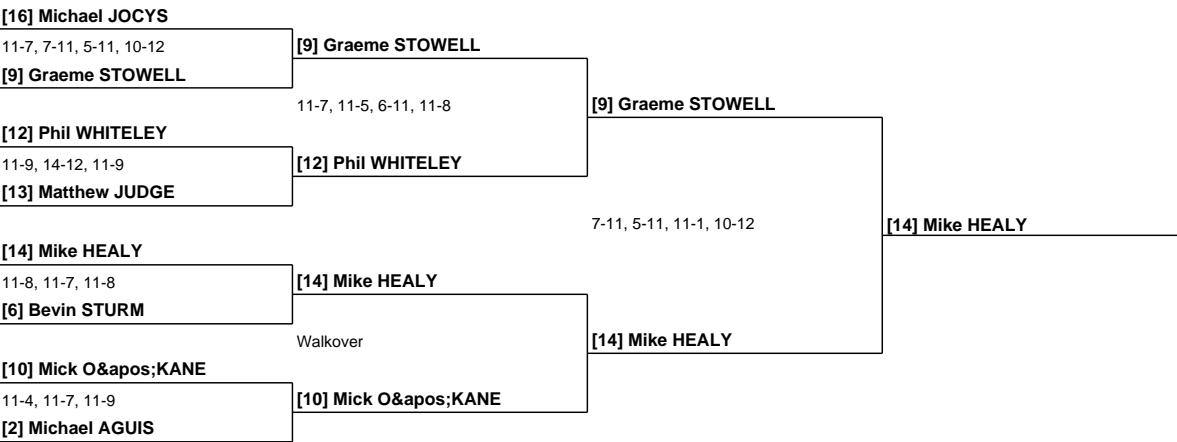 [16] Michael JOCYS
11-7, 7-11, 5-11, 10-12
[9] Graeme STOWELL
[9] Graeme STOWELL
11-7, 11-5, 6-11, 11-8
[9] Graeme STOWELL
[12] Phil WHITELEY
11-9, 14-12, 11-9
[12] Phil WHITELEY
[13] Matthew JUDGE
7-11, 5-11, 11-1, 10-12
[14] Mike HEALY
[14] Mike HEALY
11-8, 11-7, 11-8
[14] Mike HEALY
[6] Bevin STURM
Walkover
[14] Mike HEALY
[10] Mick O&apos;KANE
11-4, 11-7, 11-9
[10] Mick O&apos;KANE
[2] Michael AGUIS